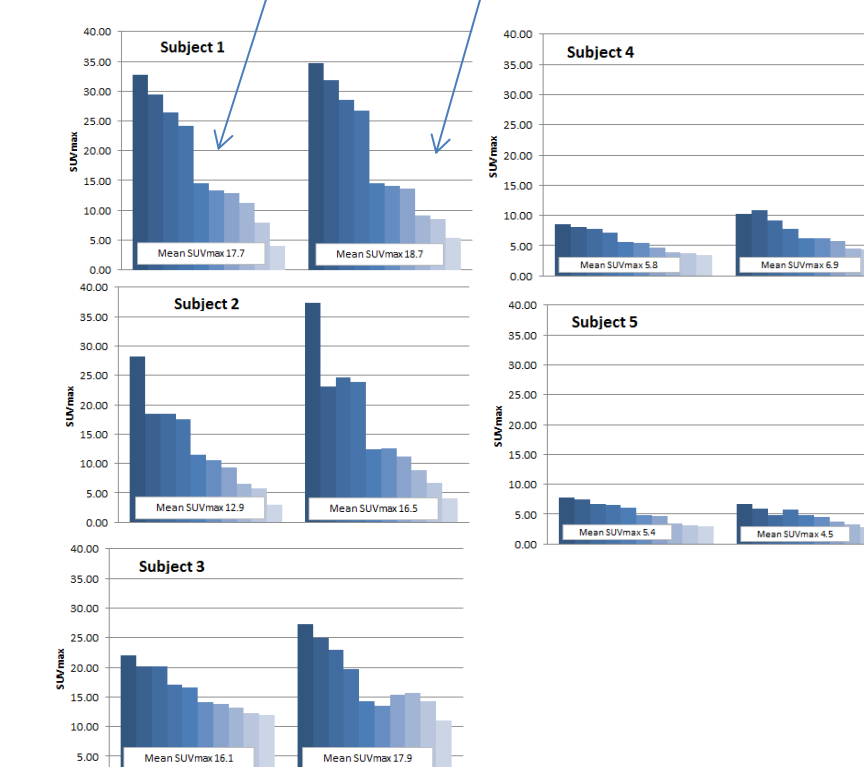 Subject 1
40.00
35.00
30.00
25.00
20.00
15.00
10.00
5.00
0.00
SUVmax
Mean SUVmax 17.7
Mean SUVmax 18.7
Subject 2
40.00
35.00
30.00
25.00
20.00
15.00
10.00
5.00
0.00
SUVmax
Mean SUVmax 12.9
Mean SUVmax 16.5
Subject 3
40.00
35.00
30.00
25.00
20.00
15.00
10.00
5.00
SUVmax
Mean SUVmax 16.1
Mean SUVmax 17.9
Subject 4
40.00
35.00
30.00
25.00
20.00
15.00
10.00
5.00
0.00
SUVmax
Mean SUVmax 5.8
Mean SUVmax 6.9
Subject 5
40.00
35.00
30.00
25.00
20.00
15.00
10.00
5.00
0.00
SUVmax
Mean SUVmax 5.4
Mean SUVmax 4.5